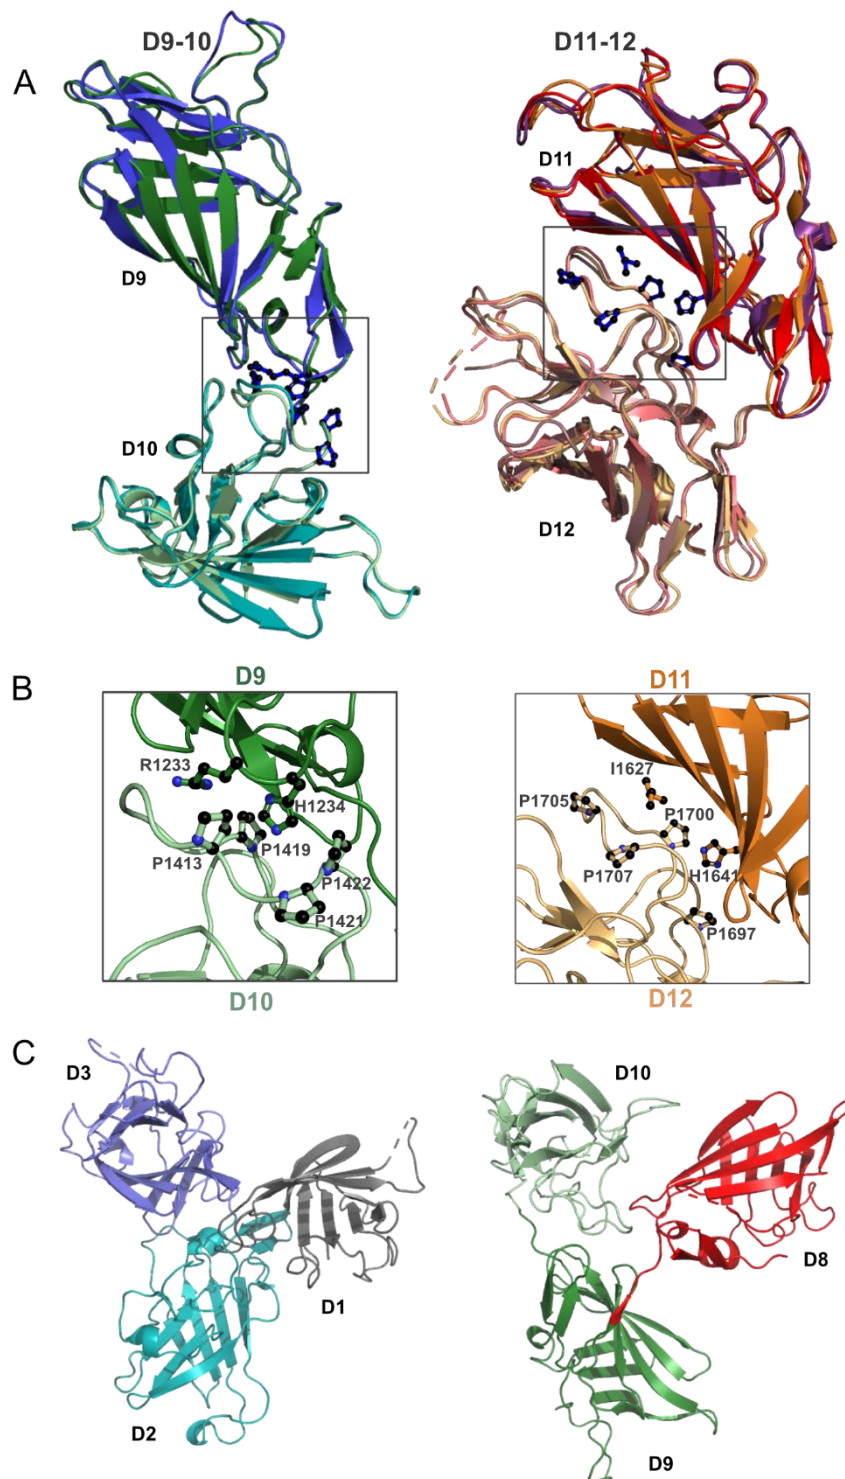 D9-10 D11-12
A
D11
D9
D10
D12
B
D9 D11
R1233
H1234
P1413
P1419
P1422
P1421
I1627
P1705
P1700
P1707
H1641
P1697
D10 D12
C
D3
D10
D1
D8
D2
D9